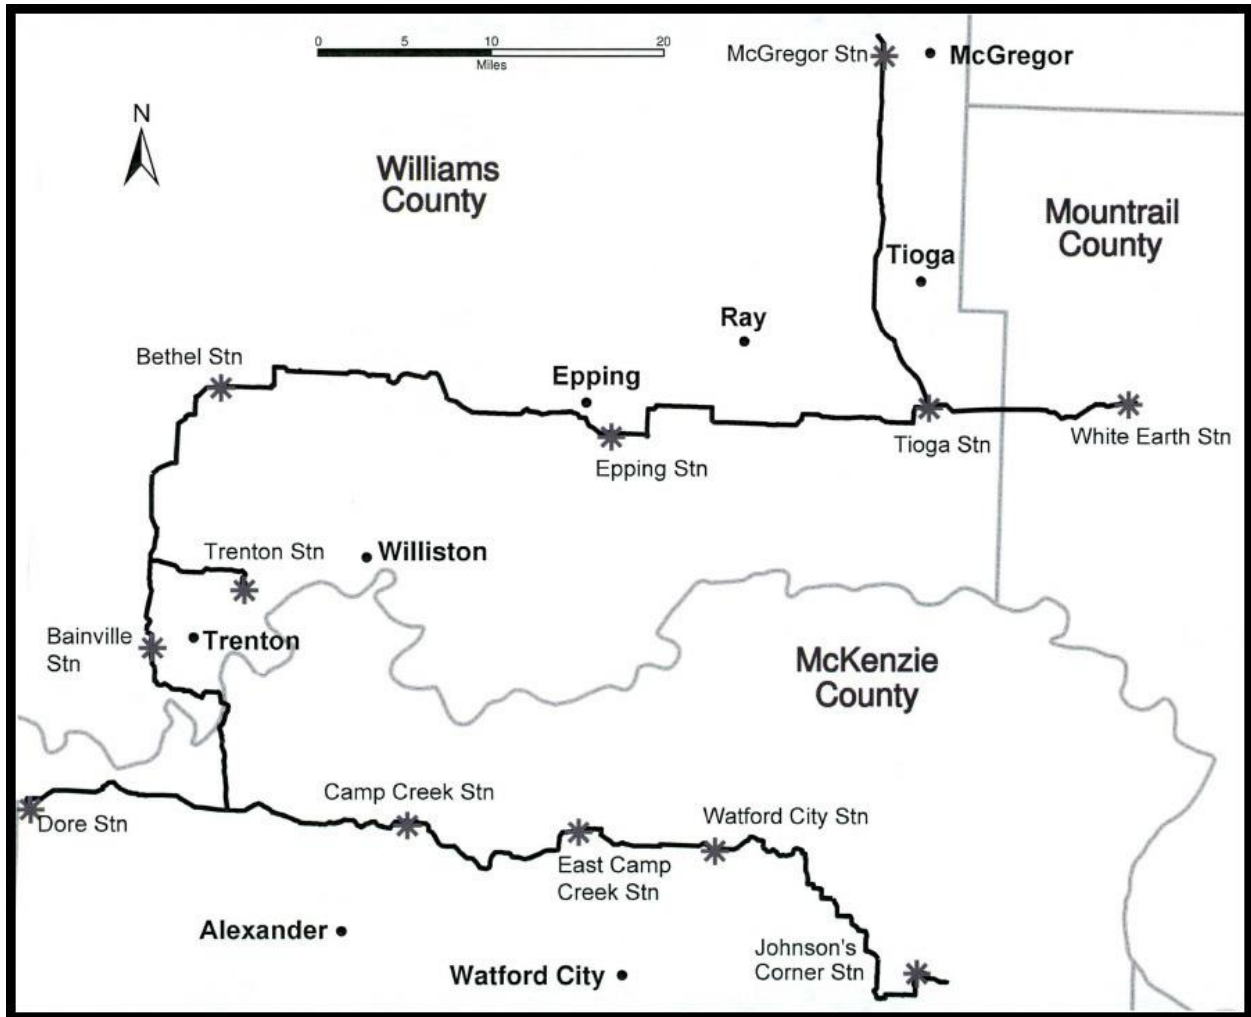 0 5 10 20
Miles
McGregor Stn
McGregor
N
Williams
County
Mountrail
County
Tioga
Ray
Bethel Stn
Epping
Tioga Stn
White Earth Stn
Epping Stn
Trenton Stn
Williston
Bainville
Stn
Trenton
McKenzie
County
Camp Creek Stn
Dore Stn
Watford City Stn
East Camp
Creek Stn
Alexander
Johnson's
Corner Stn
Watford City